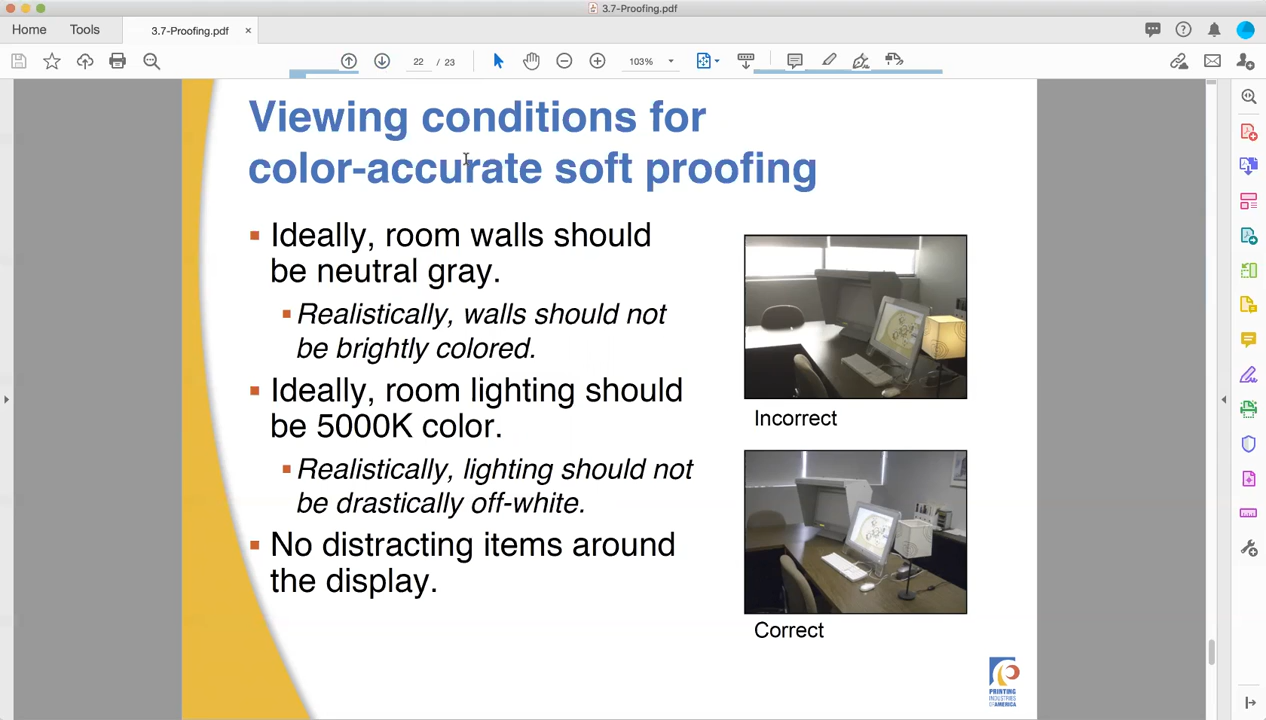 3.7-Proofing.pdf
Home
Tools
3.7-Proofing.pdf ×
22 / 23
103%
Viewing conditions for
color-accurate soft proofing
Ideally, room walls should
be neutral gray.
Realistically, walls should not
be brightly colored.
Ideally, room lighting should
be 5000K color.
Realistically, lighting should not
be drastically off-white.
No distracting items around
the display.
Incorrect
Correct
PRINTING
INDUSTRIES
OF AMERICA